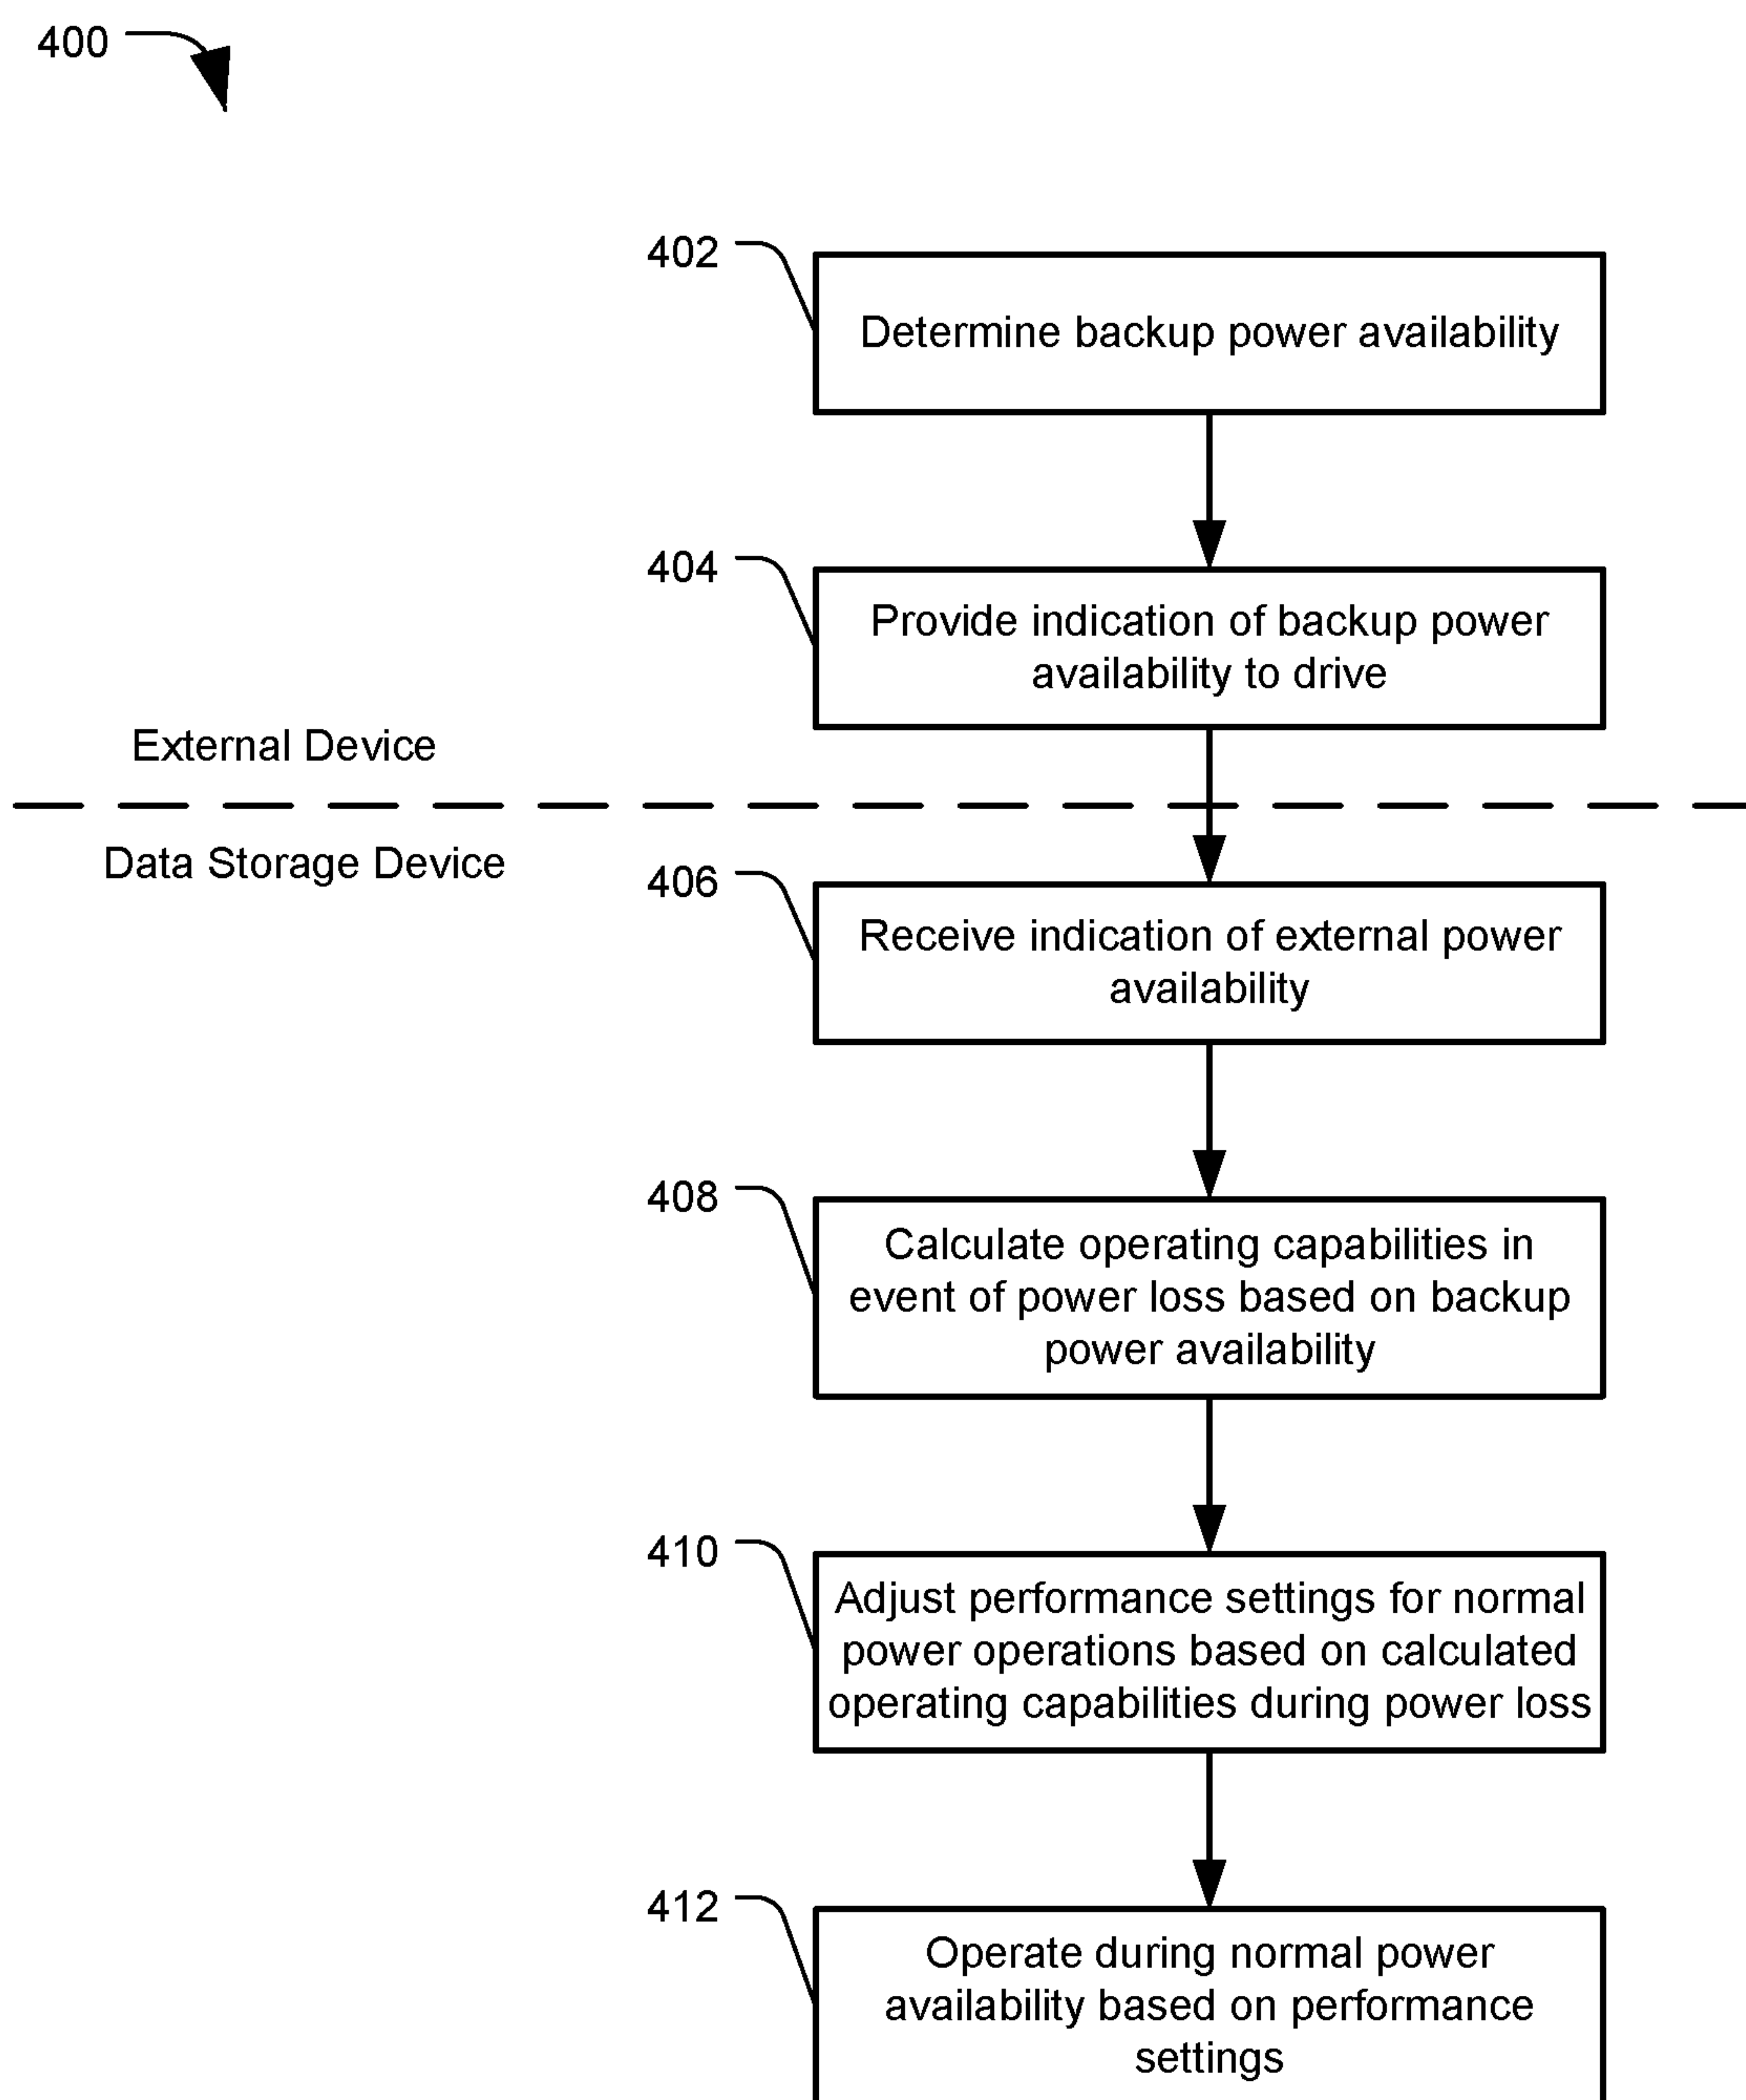 400
402
Determine backup power availability
404
Provide indication of backup power
availability to drive
External Device
Data Storage Device
406
Receive indication of external power
availability
408
Calculate operating capabilities in
event of power loss based on backup
power availability
410
Adjust performance settings for normal
power operations based on calculated
operating capabilities during power loss
412
Operate during normal power
availability based on performance
settings